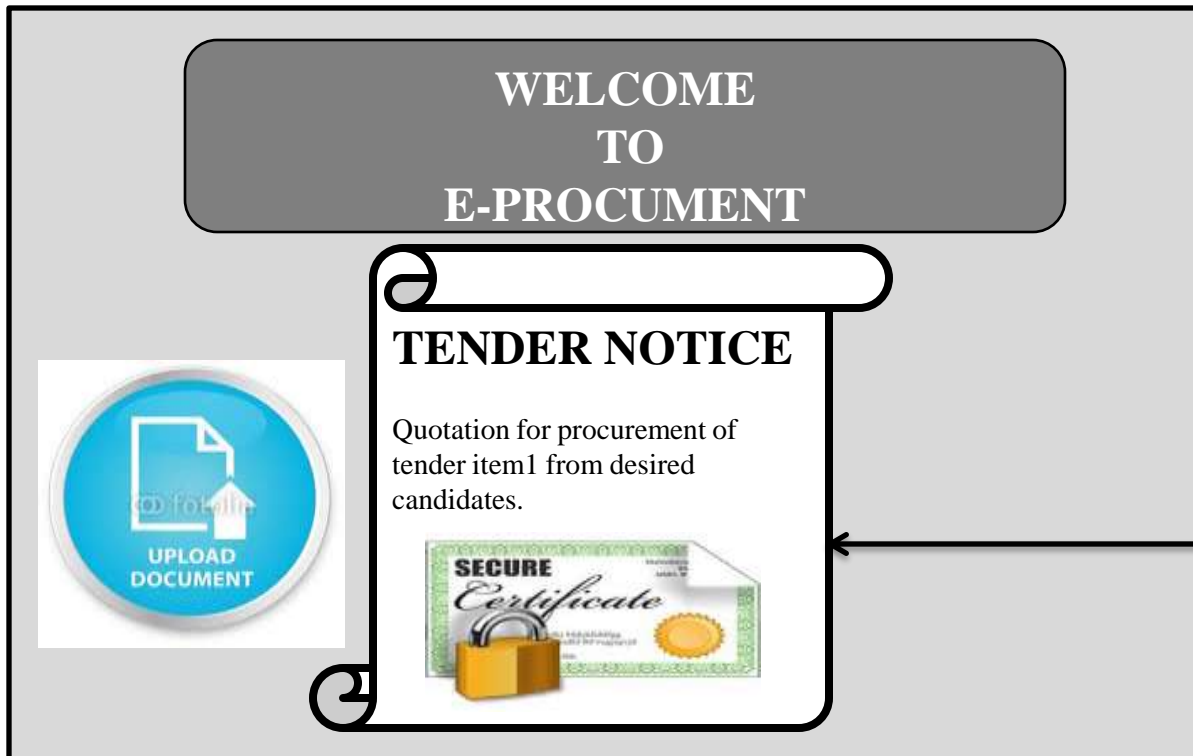 WELCOME
TO
E-PROCUMENT
TENDER NOTICE
Quotation for procurement of
tender item1 from desired
candidates.
UPLOAD
DOCUMENT
SECURE
Certificate